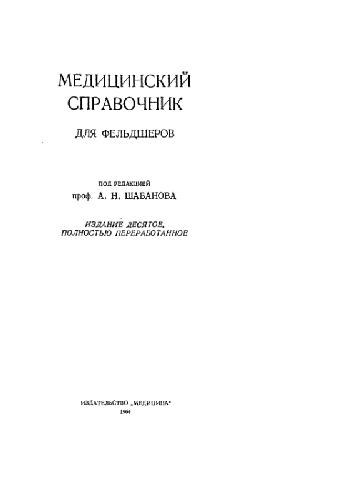 МЕДИЦИНСКИЙ
СПРАВОЧНИК
ДЛЯ ФЕЛЬДШЕРОВ
ПОД РЕДАКЦИЕЙ
проф. А. Н. ШАБАНОВА
ИЗДАНИЕ ДЕСЯТОЕ,
ПОЛНОСТЬЮ ПЕРЕРАБОТАННОЕ
ИЗДАТЕЛЬСТВО „МЕДИЦИНА"